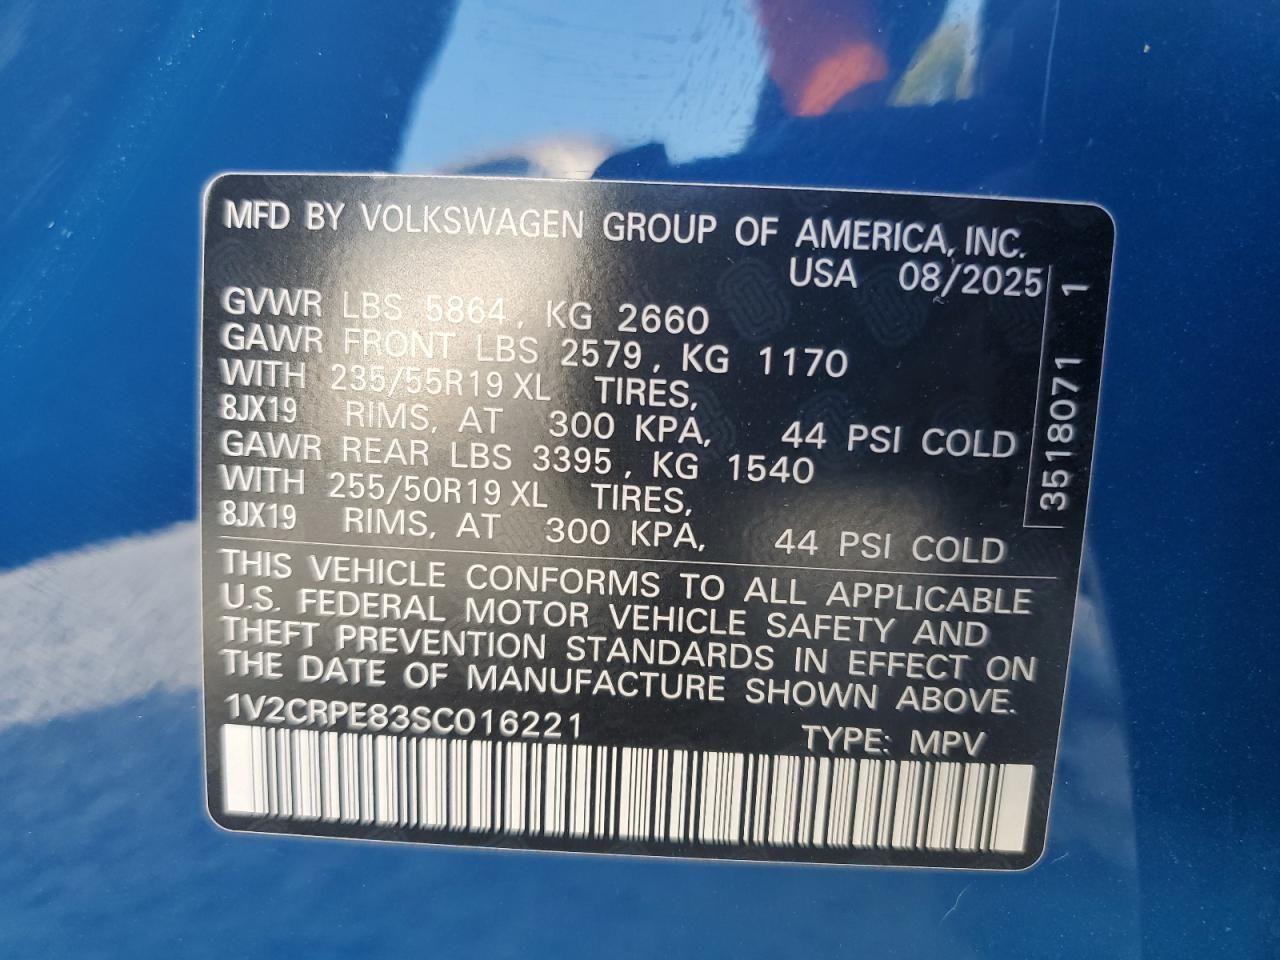 MFD BY VOLKSWAGEN GROUP OF AMERICA, INC.
USA 08/2025
GVWR LBS 5864, KG 2660
GAWR FRONT LBS 2579, KG 1170
WITH 235/55R19 XL TIRES,
8JX19 RIMS, AT 300 KPA, 44 PSI COLD
GAWR REAR LBS 3395, KG 1540
WITH 255/50R19 XL TIRES,
8JX19 RIMS, AT 300 KPA, 44 PSI COLD
3518071 1
THIS VEHICLE CONFORMS TO ALL APPLICABLE
U.S. FEDERAL MOTOR VEHICLE SAFETY AND
THEFT PREVENTION STANDARDS IN EFFECT ON
THE DATE OF MANUFACTURE SHOWN ABOVE.
1V2CRPE83SC016221
TYPE: MPV